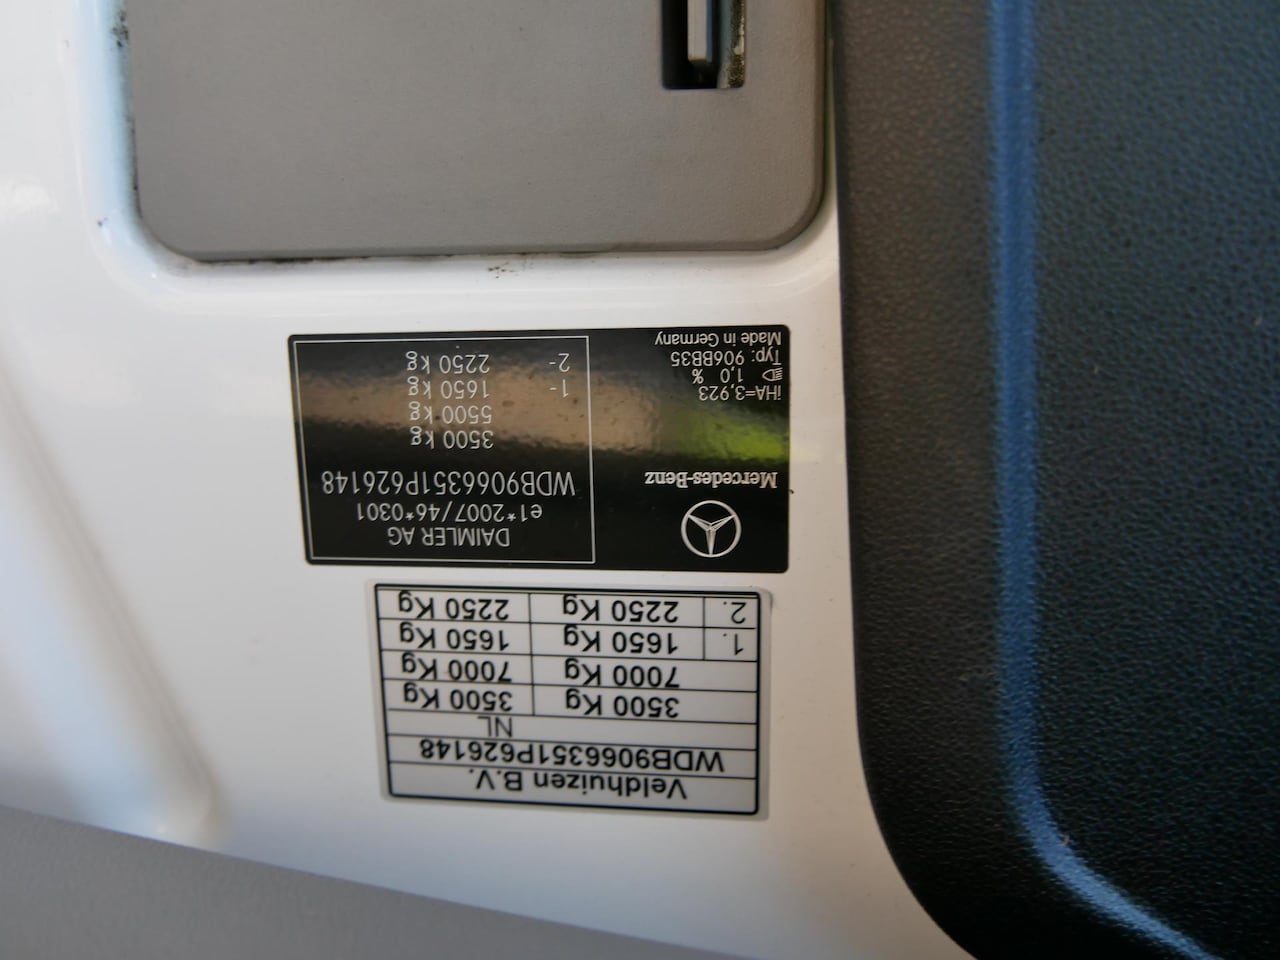 Veldhuizen B.V.
WDB9066351P626148
NL
3500 Kg 3500 Kg
7000 Kg 7000 Kg
1. 1650 Kg 1650 Kg
2. 2250 Kg 2250 Kg
Mercedes-Benz
iHA=3,923
1,0 %
Typ: 906BB35
Made in Germany
DAIMLER AG
e1*2007/46*0301
WDB9066351P626148
3500 kg
5500 kg
1- 1650 kg
2- 2250 kg